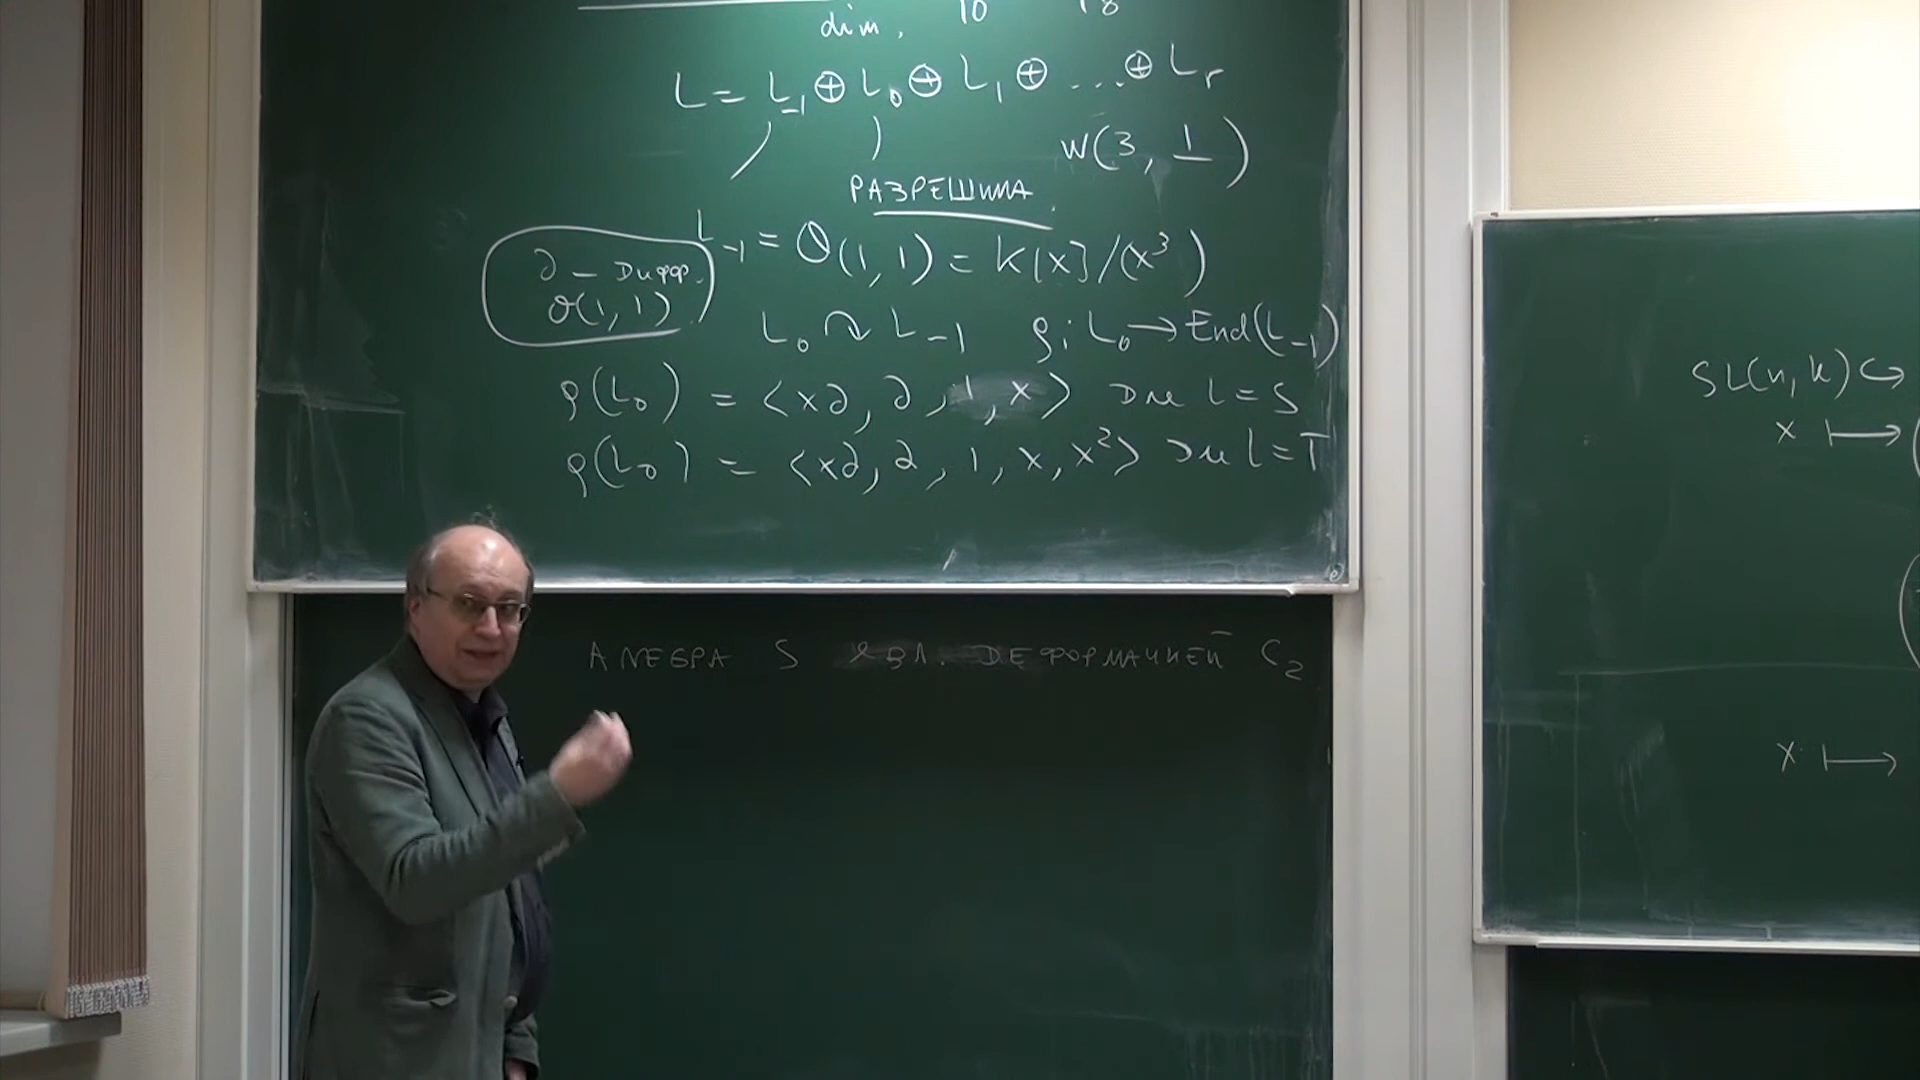 dim. 10 18
L = L₋₁ ⊕ L₀ ⊕ L₁ ⊕ .... ⊕ Lᵣ
W(3, 1)
РАЗРЕШИМА
L₋₁ = O(1,1) = K[x]/(x³)
∂ – Дифф.
O(1,1)
L₀ ↷ L₋₁ ρ: L₀ → End(L₋₁)
ρ(L₀) = <x∂, ∂, 1, x> Для L = S
ρ(L₀) = <x∂, ∂, 1, x, x²> Для L = T
АЛГЕБРА S ЯВЛ. ДЕФОРМАЦИЕЙ C₂
SL(n, k) ↪
x ↦
x ↦